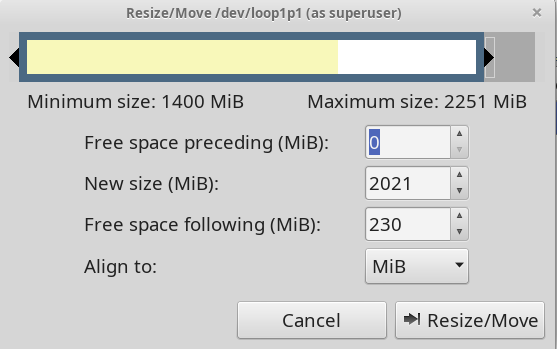 Resize/Move /dev/loop1p1 (as superuser)
Minimum size: 1400 MiB Maximum size: 2251 MiB
Free space preceding (MiB): 0
New size (MiB): 2021
Free space following (MiB): 230
Align to: MiB
Cancel Resize/Move